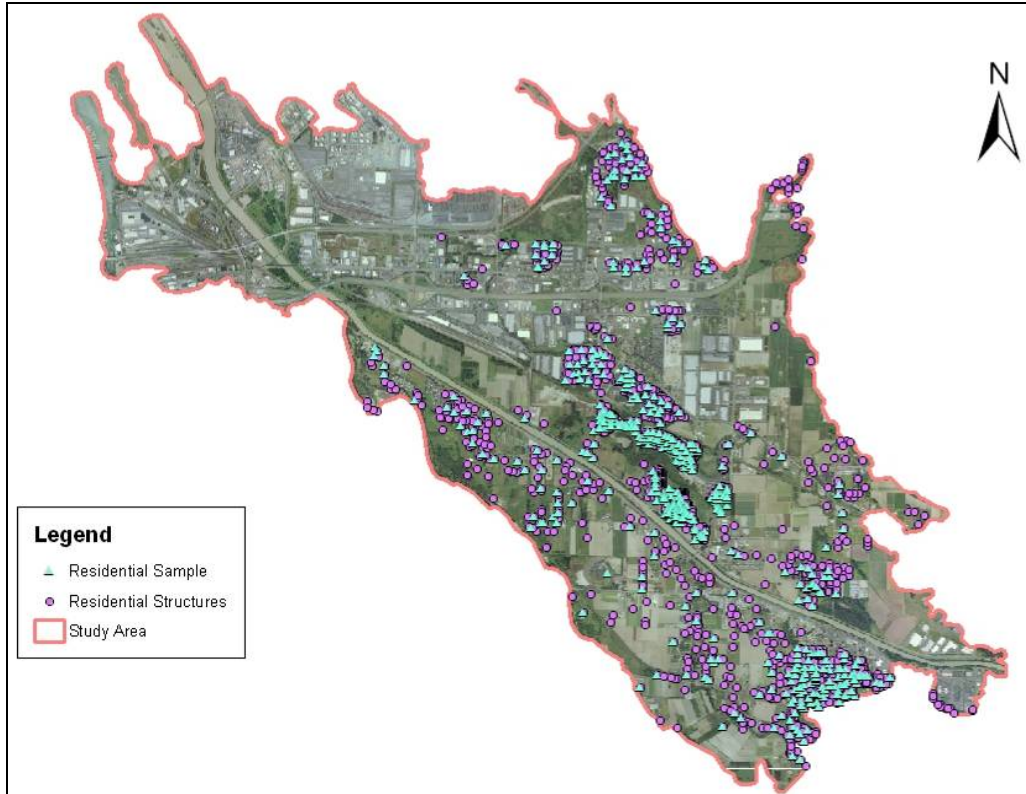 N
Legend
Residential Sample
Residential Structures
Study Area